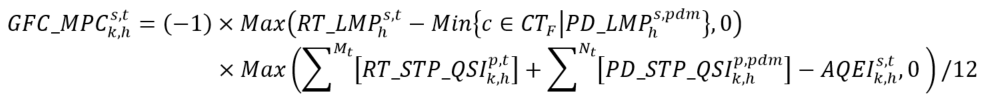 GFC_MPC_{k,h}^{s,t} = (−1) × Max(RT_LMP_h^{s,t} − Min{c ∈ CT_F|PD_LMP_h^{s,pdm}}, 0)
× Max(∑^{M_t}[RT_STP_QSI_{k,h}^{p,t}] + ∑^{N_t}[PD_STP_QSI_{k,h}^{p,pdm}] − AQEI_{k,h}^{s,t}, 0) /12